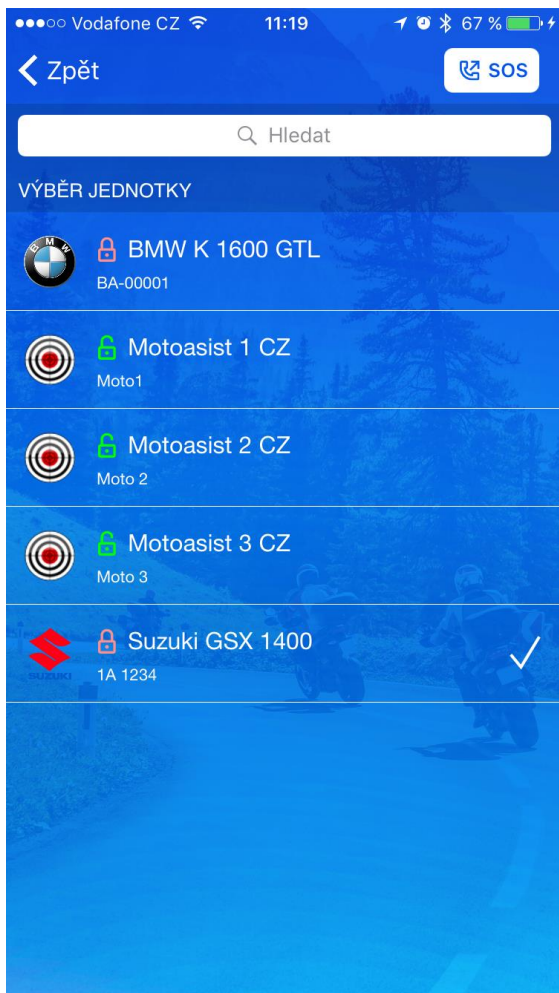 Vodafone CZ 11:19 67 %
Zpět SOS
Hledat
VÝBĚR JEDNOTKY
BMW
BMW K 1600 GTL
BA-00001
Motoasist 1 CZ
Moto1
Motoasist 2 CZ
Moto 2
Motoasist 3 CZ
Moto 3
Suzuki GSX 1400
SUZUKI
1A 1234